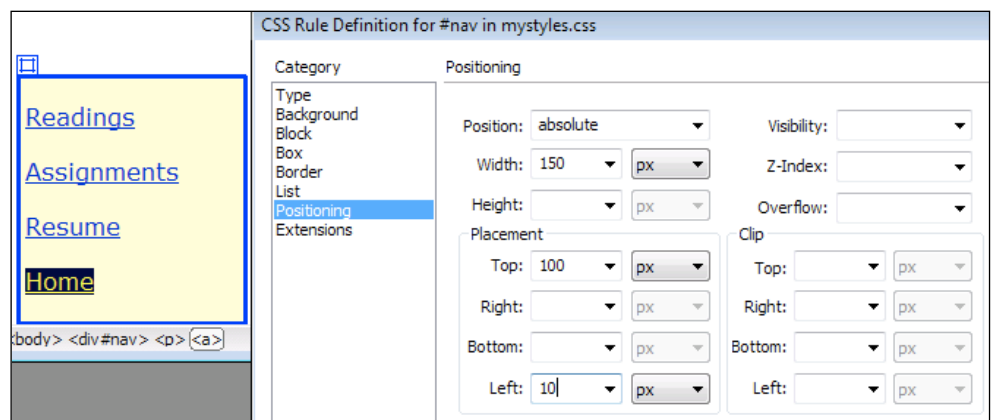 CSS Rule Definition for #nav in mystyles.css
Readings
Assignments
Resume
Home
<body> <div#nav> <p> <a>
Category
Type
Background
Block
Box
Border
List
Positioning
Extensions
Positioning
Position: absolute
Visibility:
Width: 150 px
Z-Index:
Height: px
Overflow:
Placement
Top: 100 px
Right: px
Bottom: px
Left: 10 px
Clip
Top: px
Right: px
Bottom: px
Left: px